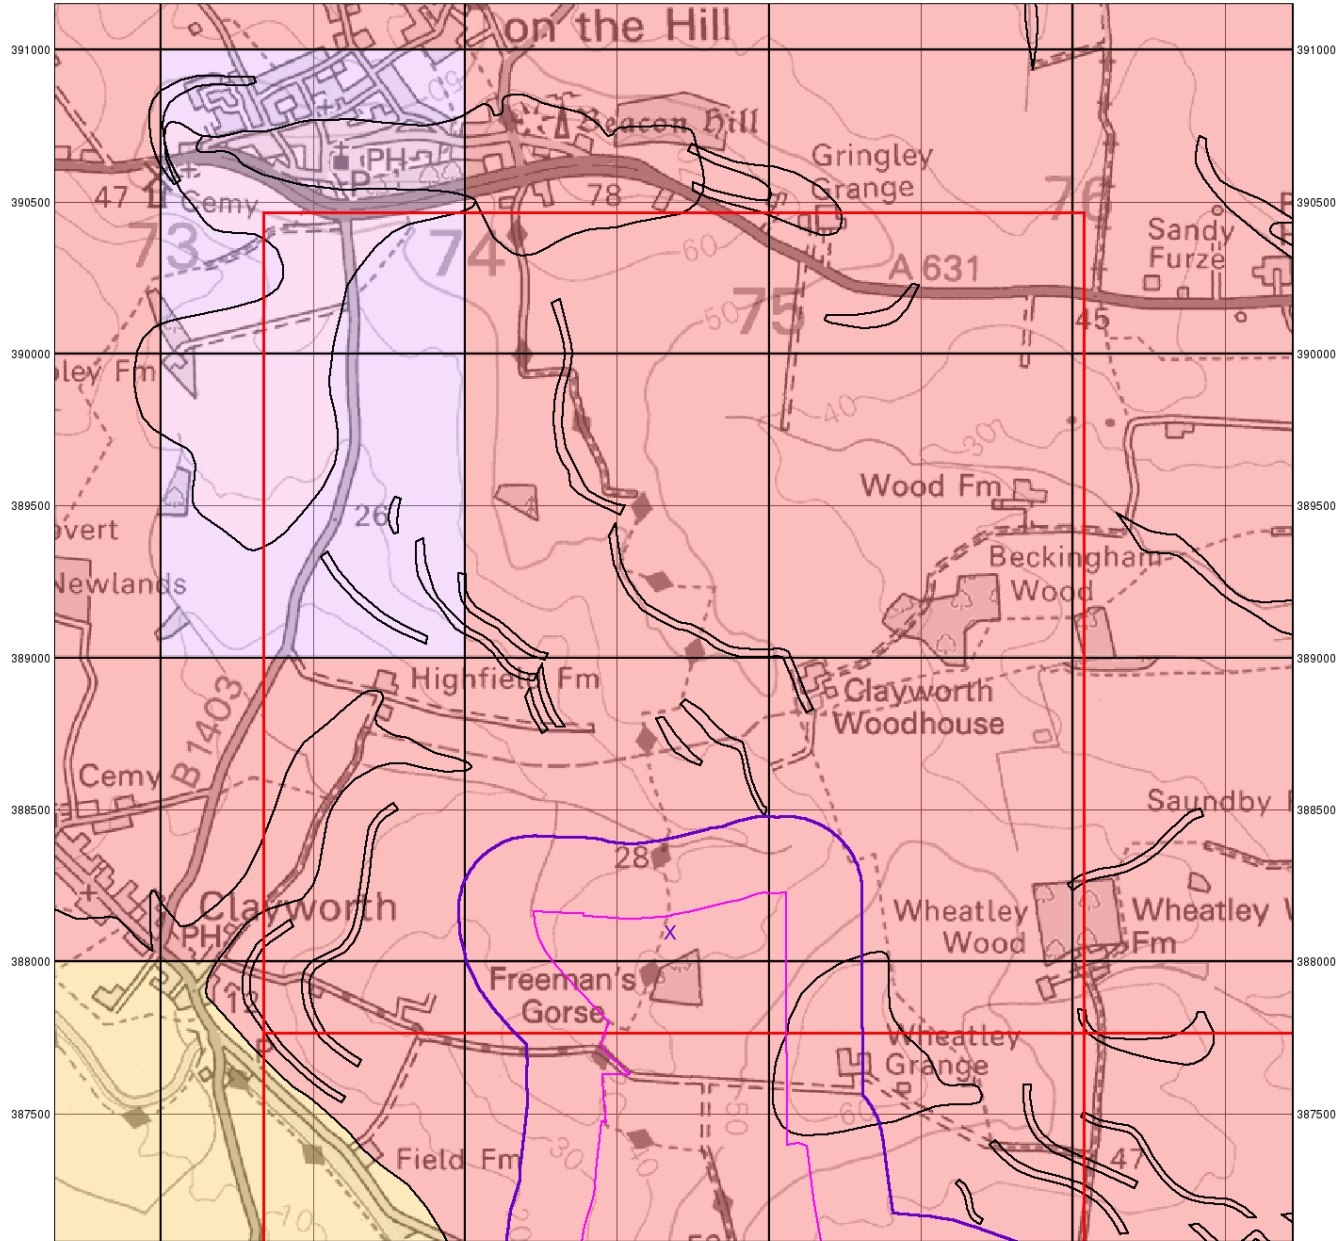 on the Hill
391000
391000
55
Beacon Hill
PH
P
Gringley
Grange
47
Cemy
78
390500
390500
76
Sandy
Furze
73
74
60
A 631
75
50
45
390000
390000
ley Fm
40
30
Wood Fm
389500
389500
26
overt
Beckingham
Wood
Newlands
389000
389000
Highfield Fm
Clayworth
Woodhouse
B 1403
Cemy
388500
388500
Saundby
28
Clayworth
PH
Wheatley
Wood
Wheatley W
Fm
X
388000
388000
Freeman's
Gorse
12
P
Wheatley
Grange
387500
387500
50
60
Field Fm
30
40
47
10
20